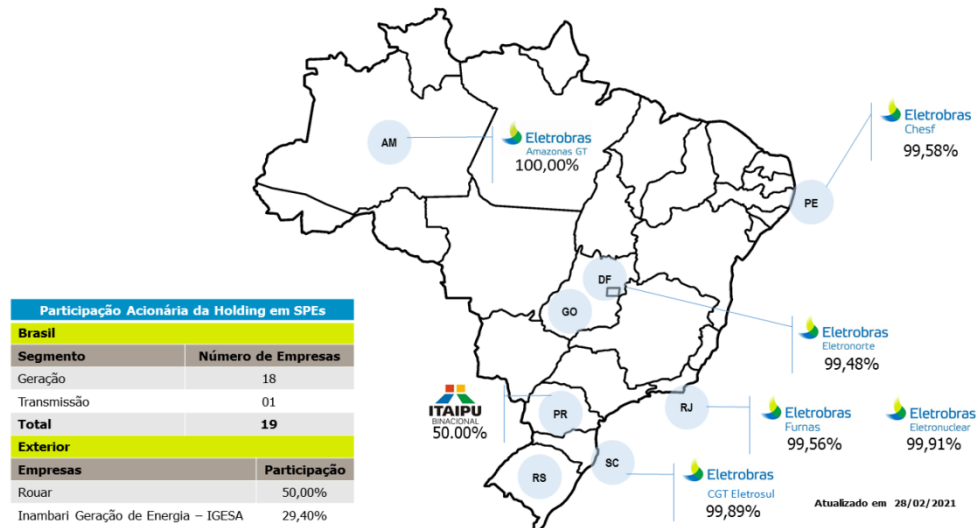 Eletrobras
Chesf
99,58%
AM
Eletrobras
Amazonas GT
100,00%
PE
DF
GO
Eletrobras
Eletronorte
99,48%
Participação Acionária da Holding em SPEs
Brasil
Segmento Número de Empresas
Geração 18
Transmissão 01
Total 19
Exterior
Empresas Participação
Rouar 50,00%
Inambari Geração de Energia – IGESA 29,40%
ITAIPU
BINACIONAL
50.00%
PR
RJ
Eletrobras
Furnas
99,56%
Eletrobras
Eletronuclear
99,91%
RS
SC
Eletrobras
CGT Eletrosul
99,89%
Atualizado em 28/02/2021